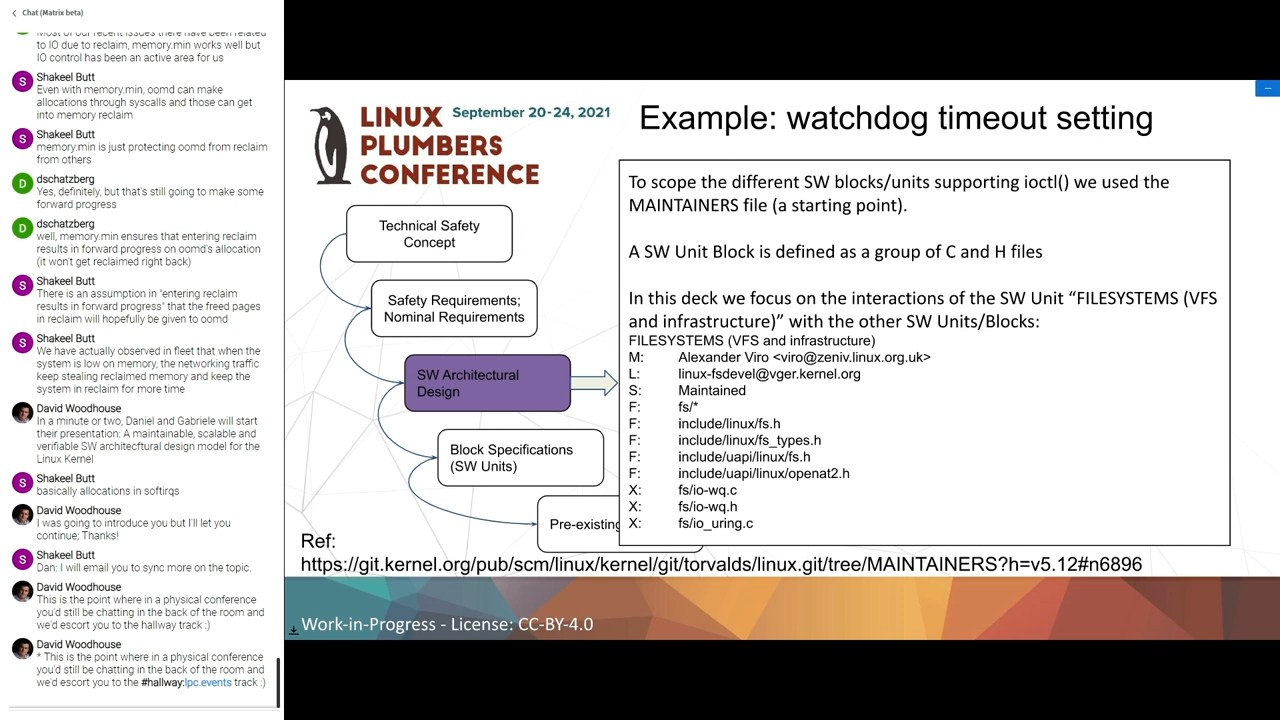 Chat (Matrix beta)
Most of our recent issues there have been related
to IO due to reclaim, memory.min works well but
IO control has been an active area for us
S
Shakeel Butt
Even with memory.min, oomd can make
allocations through syscalls and those can get
into memory reclaim
S
Shakeel Butt
memory.min is just protecting oomd from reclaim
from others
D
dschatzberg
Yes, definitely, but that's still going to make some
forward progress
D
dschatzberg
well, memory.min ensures that entering reclaim
results in forward progress on oomd's allocation
(it won't get reclaimed right back)
S
Shakeel Butt
There is an assumption in "entering reclaim
results in forward progress" that the freed pages
in reclaim will hopefully be given to oomd
S
Shakeel Butt
We have actually observed in fleet that when the
system is low on memory, the networking traffic
keep stealing reclaimed memory and keep the
system in reclaim for more time
David Woodhouse
In a minute or two, Daniel and Gabriele will start
their presentation: A maintainable, scalable and
verifiable SW architecftural design model for the
Linux Kernel
S
Shakeel Butt
basically allocations in softirqs
David Woodhouse
I was going to introduce you but I'll let you
continue; Thanks!
S
Shakeel Butt
Dan: I will email you to sync more on the topic.
David Woodhouse
This is the point where in a physical conference
you'd still be chatting in the back of the room and
we'd escort you to the hallway track :)
David Woodhouse
* This is the point where in a physical conference
you'd still be chatting in the back of the room and
we'd escort you to the #hallway:lpc.events track :)
LINUX
PLUMBERS
CONFERENCE
September 20-24, 2021
Example: watchdog timeout setting
Technical Safety
Concept
Safety Requirements;
Nominal Requirements
SW Architectural
Design
Block Specifications
(SW Units)
Pre-existing
To scope the different SW blocks/units supporting ioctl() we used the
MAINTAINERS file (a starting point).
A SW Unit Block is defined as a group of C and H files
In this deck we focus on the interactions of the SW Unit “FILESYSTEMS (VFS
and infrastructure)” with the other SW Units/Blocks:
FILESYSTEMS (VFS and infrastructure)
M: Alexander Viro <viro@zeniv.linux.org.uk>
L: linux-fsdevel@vger.kernel.org
S: Maintained
F: fs/*
F: include/linux/fs.h
F: include/linux/fs_types.h
F: include/uapi/linux/fs.h
F: include/uapi/linux/openat2.h
X: fs/io-wq.c
X: fs/io-wq.h
X: fs/io_uring.c
Ref:
https://git.kernel.org/pub/scm/linux/kernel/git/torvalds/linux.git/tree/MAINTAINERS?h=v5.12#n6896
Work-in-Progress - License: CC-BY-4.0